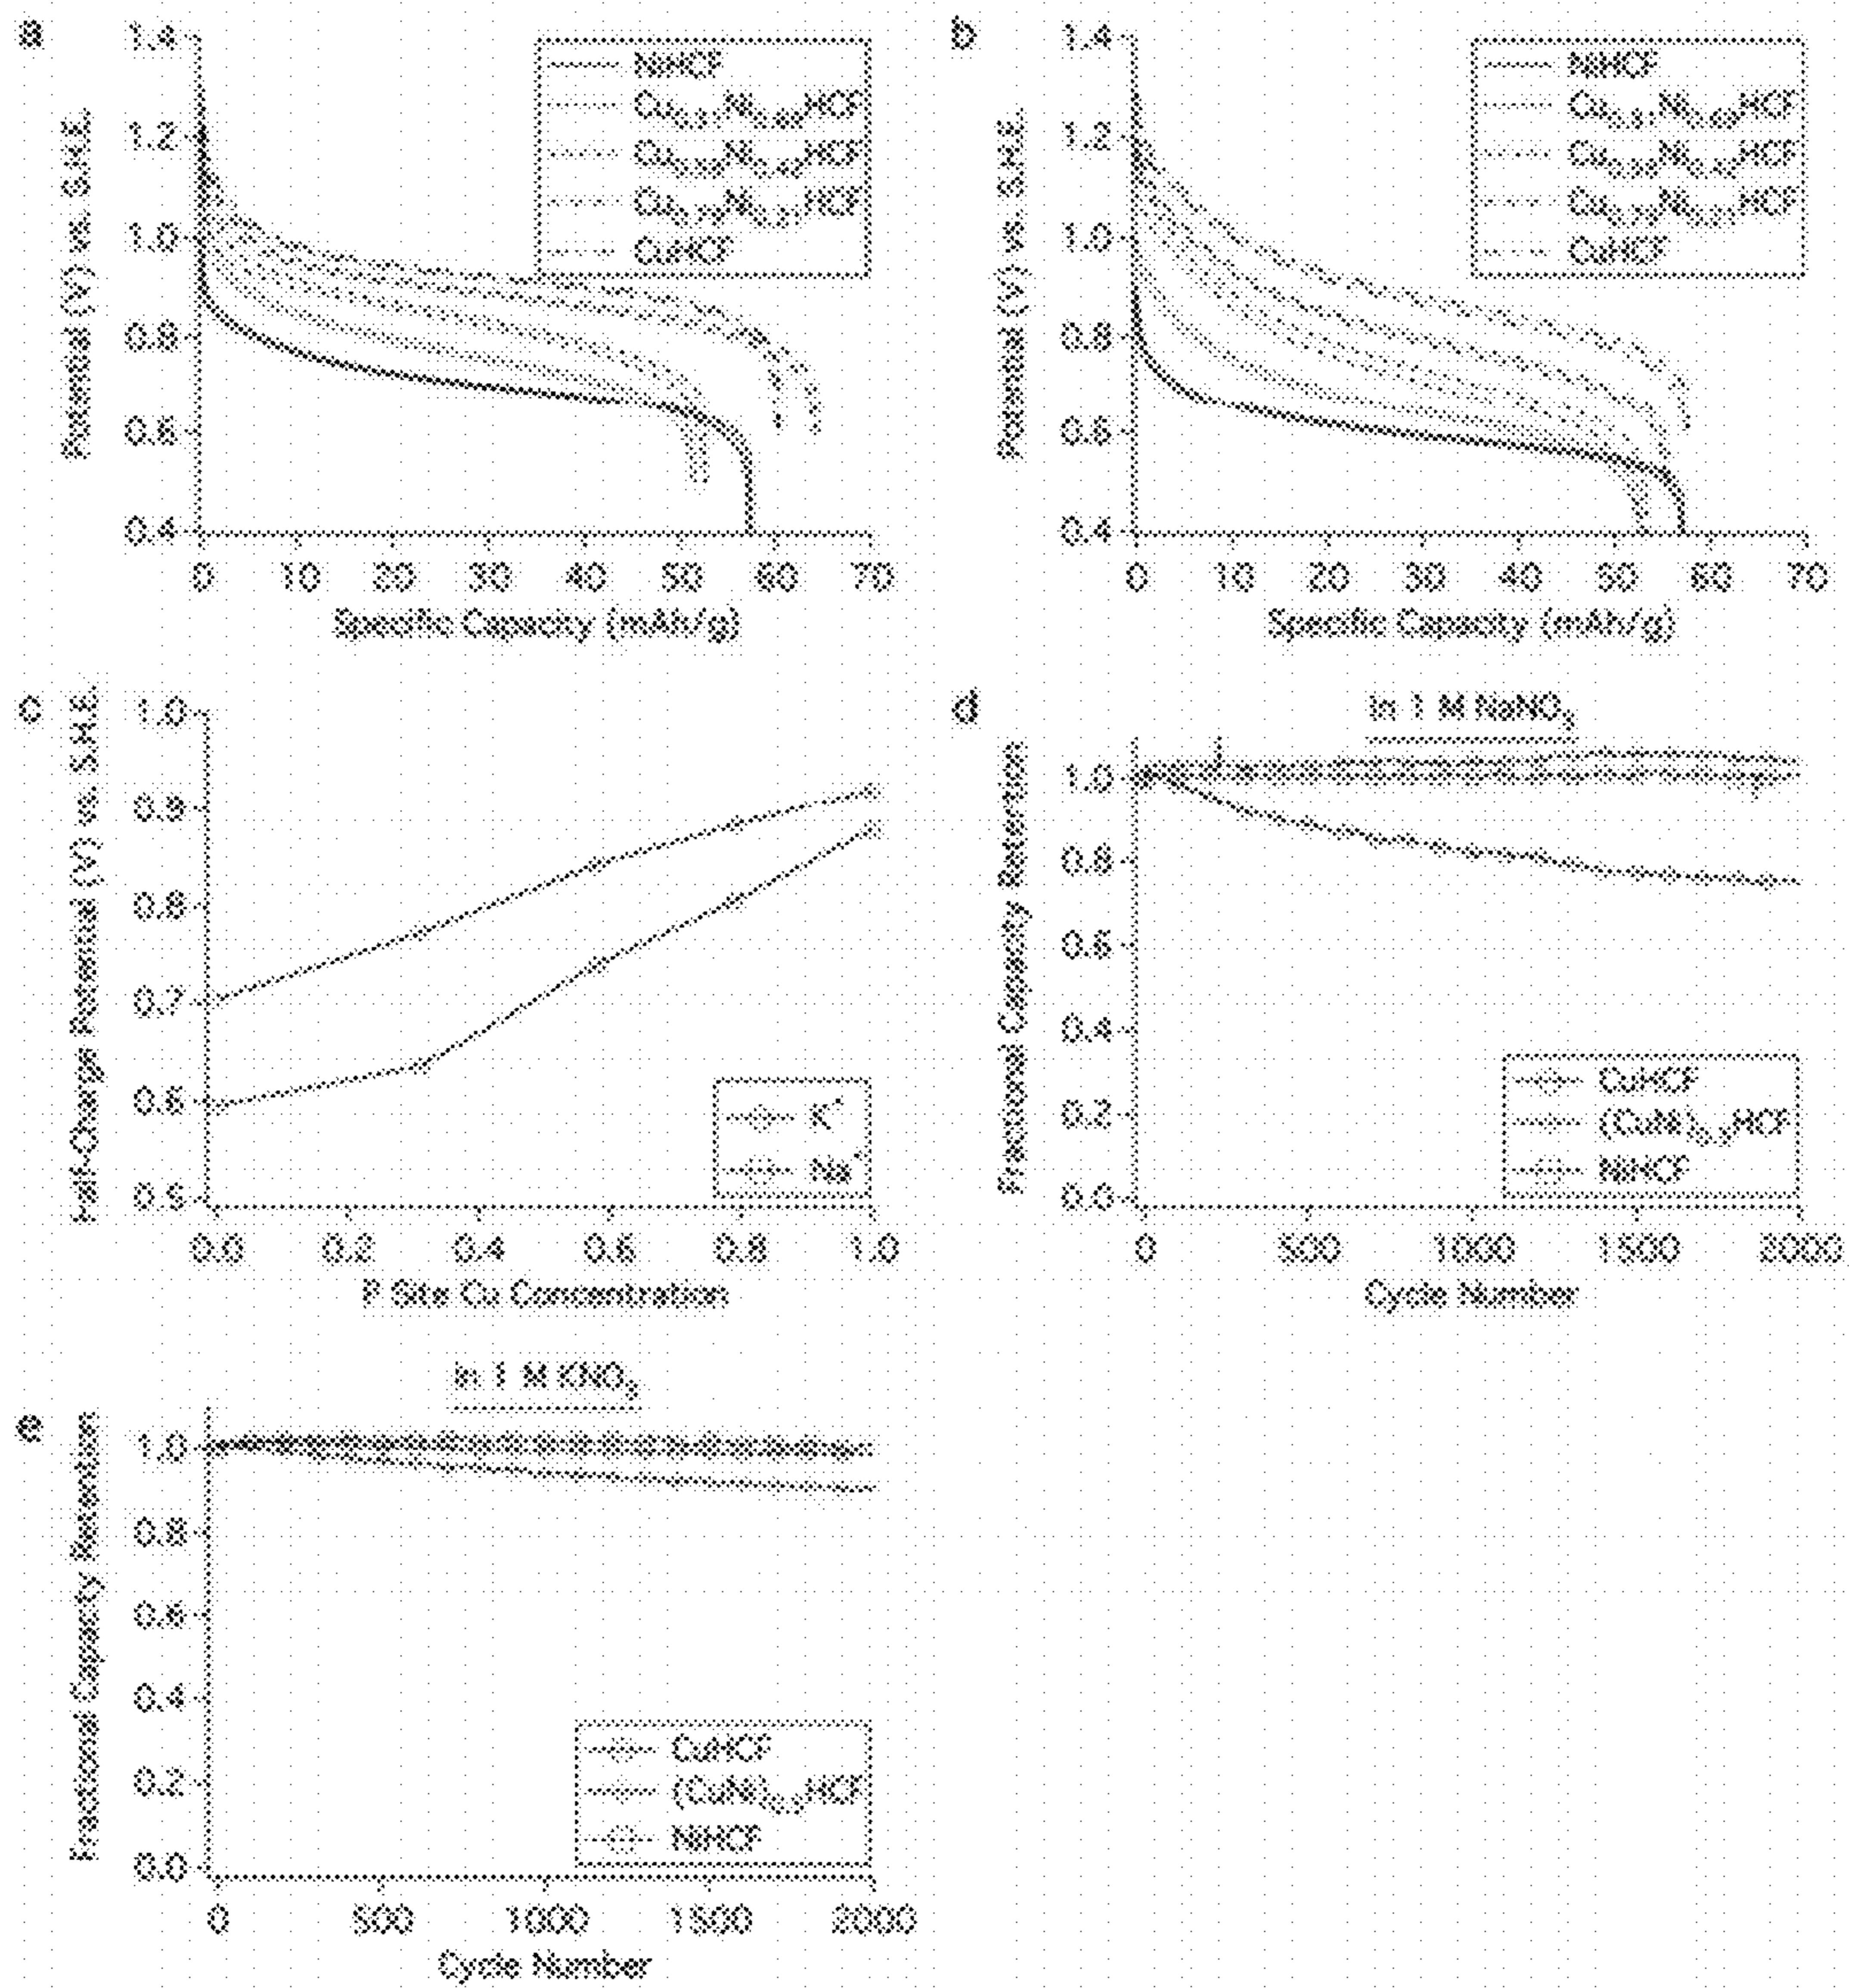 a
1.4
1.2
1.0
0.8
0.6
0.4
Potential (V) vs. S.H.E.
NiHCF
CuHCF
0 10 20 30 40 50 60 70
Specific Capacity (mAh/g)
b
1.4
1.2
1.0
0.8
0.6
0.4
Potential (V) vs. S.H.E.
NiHCF
CuHCF
0 10 20 30 40 50 60 70
Specific Capacity (mAh/g)
c
1.0
0.9
0.8
0.7
0.6
0.5
Half-Charge Potential (V) vs. S.H.E.
K+
Na+
0.0 0.2 0.4 0.6 0.8 1.0
P Site Cu Concentration
d
In 1 M NaNO3
1.0
0.8
0.6
0.4
0.2
0.0
Fractional Capacity Retention
CuHCF
(CuNi)0.5HCF
NiHCF
0 500 1000 1500 2000
Cycle Number
e
In 1 M KNO3
1.0
0.8
0.6
0.4
0.2
0.0
Fractional Capacity Retention
CuHCF
(CuNi)0.5HCF
NiHCF
0 500 1000 1500 2000
Cycle Number